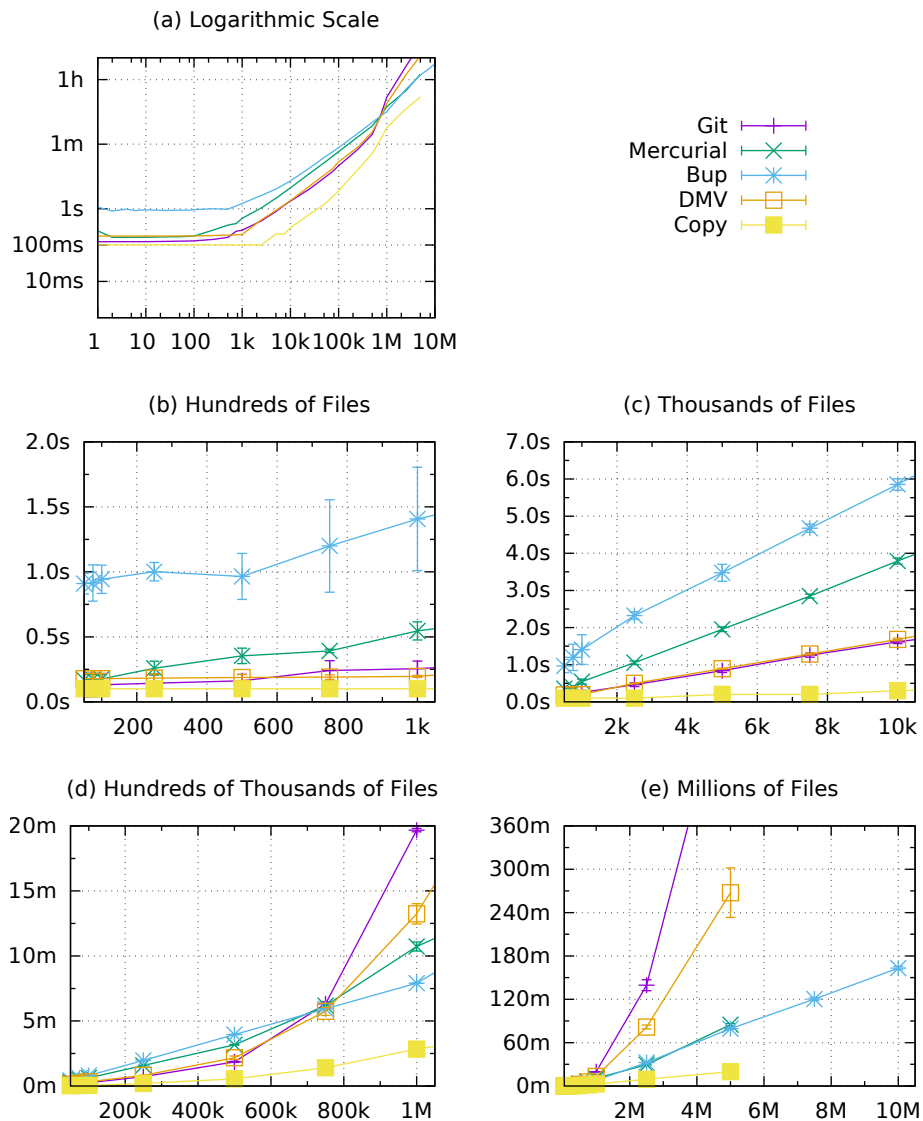 (a) Logarithmic Scale
1h
1m
1s
100ms
10ms
1 10 100 1k 10k 100k 1M 10M
Git
Mercurial
Bup
DMV
Copy
(b) Hundreds of Files
2.0s
1.5s
1.0s
0.5s
0.0s
200 400 600 800 1k
(c) Thousands of Files
7.0s
6.0s
5.0s
4.0s
3.0s
2.0s
1.0s
0.0s
2k 4k 6k 8k 10k
(d) Hundreds of Thousands of Files
20m
15m
10m
5m
0m
200k 400k 600k 800k 1M
(e) Millions of Files
360m
300m
240m
180m
120m
60m
0m
2M 4M 6M 8M 10M